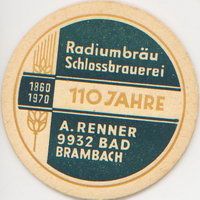 Radiumbräu
Schlossbrauerei
1860
1970
110 JAHRE
A. RENNER
9932 BAD
BRAMBACH